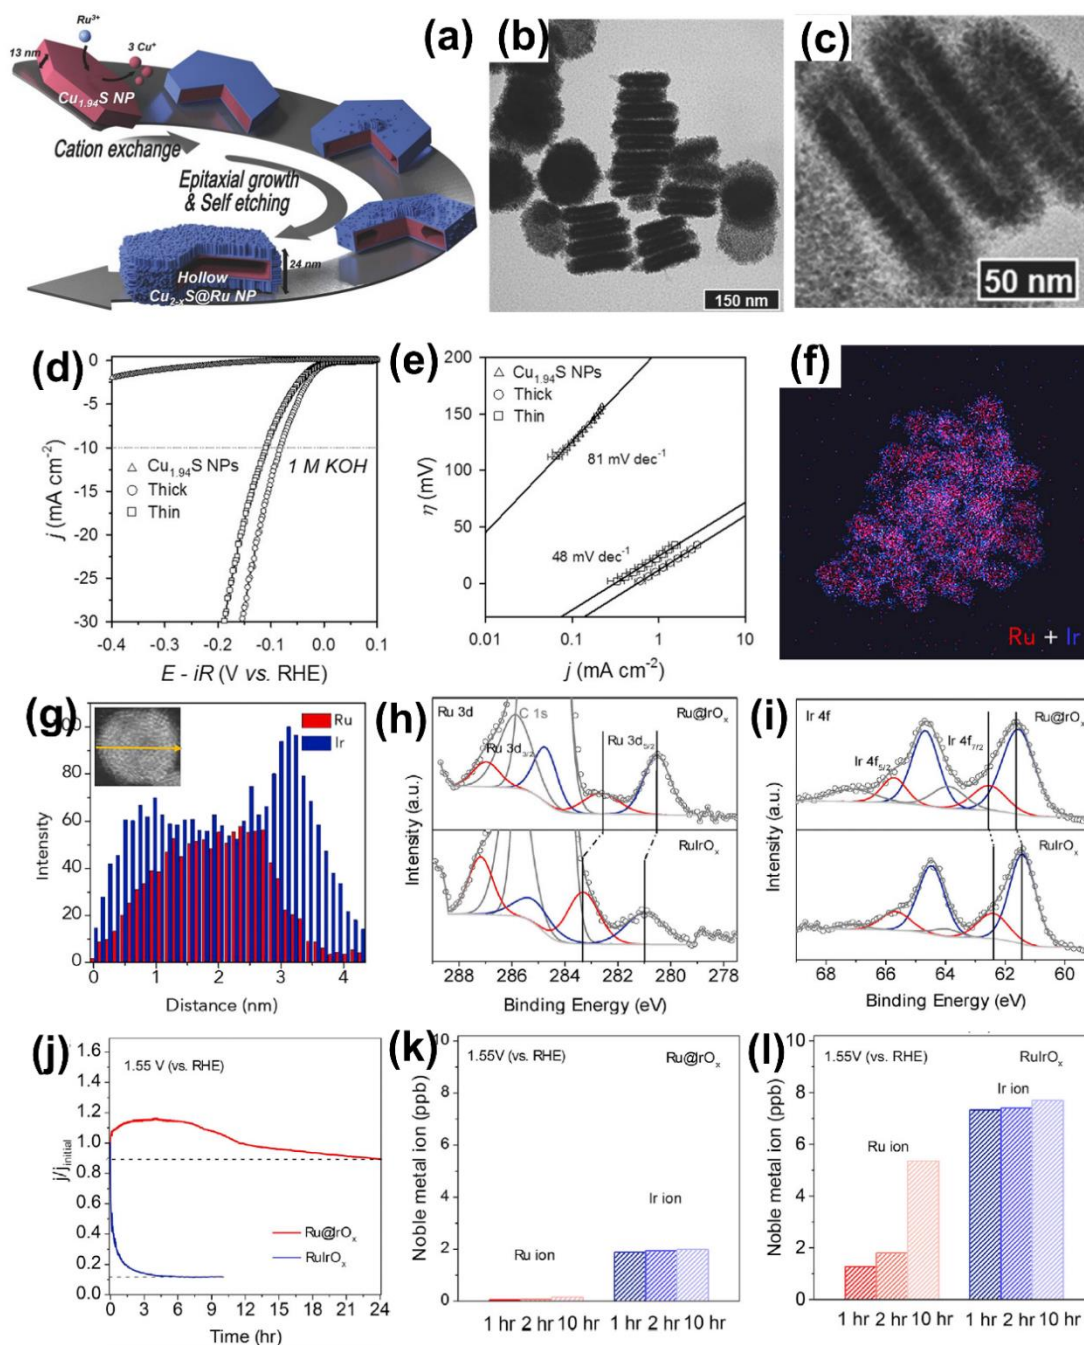 (a)
Ru³⁺
3 Cu⁺
13 nm
Cu₁.₉₄S NP
Cation exchange
Epitaxial growth
& Self etching
24 nm
Hollow
Cu₂₋ₓS@Ru NP
(b)
150 nm
(c)
50 nm
(d)
0
-5
-10
-15
-20
-25
-30
j (mA cm⁻²)
1 M KOH
△ Cu₁.₉₄S NPs
○ Thick
□ Thin
-0.4 -0.3 -0.2 -0.1 0.0 0.1
E - iR (V vs. RHE)
(e)
200
150
100
50
0
η (mV)
△ Cu₁.₉₄S NPs
○ Thick
□ Thin
81 mV dec⁻¹
48 mV dec⁻¹
0.01 0.1 1 10
j (mA cm⁻²)
(f)
Ru + Ir
(g)
80
60
40
20
0
Intensity
Ru
Ir
0 1 2 3 4
Distance (nm)
(h)
Ru 3d
C 1s
Ru@IrOₓ
Ru 3d₃/₂
Ru 3d₅/₂
RuIrOₓ
Intensity (a.u.)
288 286 284 282 280 278
Binding Energy (eV)
(i)
Ir 4f
Ru@IrOₓ
Ir 4f₇/₂
Ir 4f₅/₂
RuIrOₓ
Intensity (a.u.)
68 66 64 62 60
Binding Energy (eV)
(j)
1.6
1.4
1.2
1.0
0.8
0.6
0.4
0.2
0.0
j/j_initial
1.55 V (vs. RHE)
Ru@IrOₓ
RuIrOₓ
0 3 6 9 12 15 18 21 24
Time (hr)
(k)
10
8
6
4
2
0
Noble metal ion (ppb)
1.55V (vs. RHE)
Ru@IrOₓ
Ir ion
Ru ion
1 hr 2 hr 10 hr 1 hr 2 hr 10 hr
(l)
10
8
6
4
2
0
Noble metal ion (ppb)
1.55V (vs. RHE)
RuIrOₓ
Ir ion
Ru ion
1 hr 2 hr 10 hr 1 hr 2 hr 10 hr